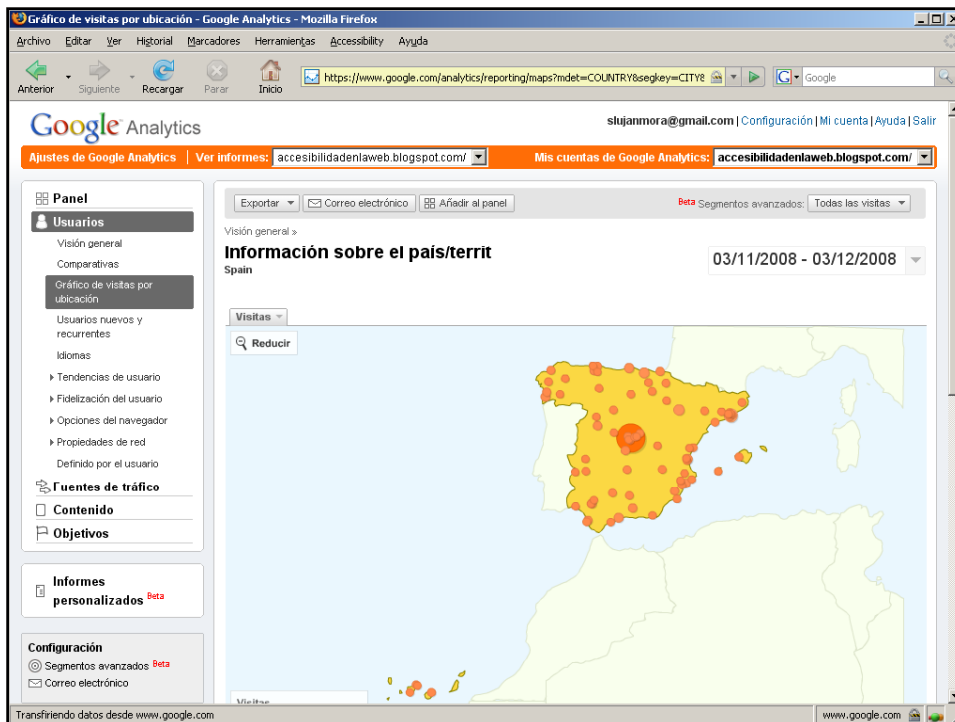 Gráfico de visitas por ubicación - Google Analytics - Mozilla Firefox
Archivo Editar Ver Historial Marcadores Herramientas Accessibility Ayuda
https://www.google.com/analytics/reporting/maps?mdet=COUNTRY&segkey=CITY&
G Google
Anterior Siguiente Recargar Parar Inicio
Google Analytics
slujanmora@gmail.com | Configuración | Mi cuenta | Ayuda | Salir
Ajustes de Google Analytics | Ver informes: accesibilidadenlaweb.blogspot.com/ Mis cuentas de Google Analytics: accesibilidadenlaweb.blogspot.com/
Panel
Usuarios
Visión general
Comparativas
Gráfico de visitas por
ubicación
Usuarios nuevos y
recurrentes
Idiomas
Tendencias de usuario
Fidelización del usuario
Opciones del navegador
Propiedades de red
Definido por el usuario
Fuentes de tráfico
Contenido
Objetivos
Informes
personalizados Beta
Configuración
Segmentos avanzados Beta
Correo electrónico
Exportar Correo electrónico Añadir al panel Beta Segmentos avanzados: Todas las visitas
Visión general »
Información sobre el país/territ
Spain
03/11/2008 - 03/12/2008
Visitas
Reducir
Visitas
Transfiriendo datos desde www.google.com www.google.com